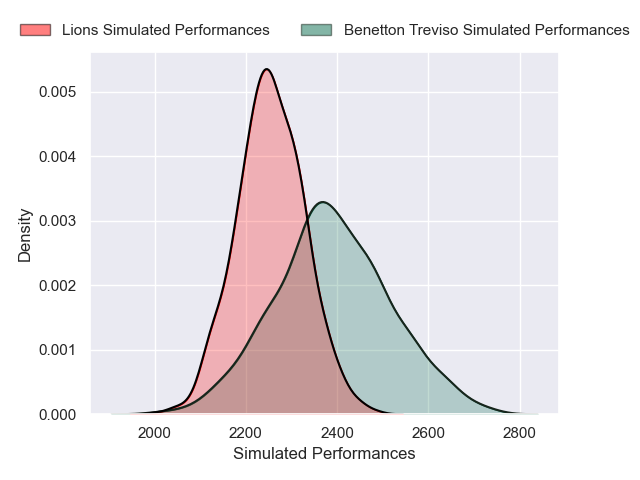 Lions Simulated Performances
Benetton Treviso Simulated Performances
0.005
0.004
0.003
0.002
0.001
0.000
Density
2000 2200 2400 2600 2800
Simulated Performances